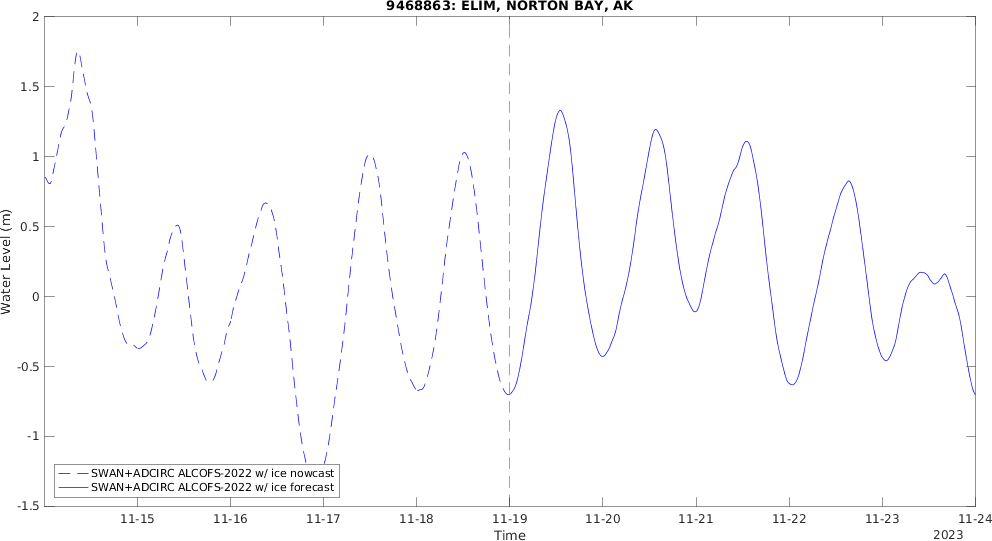 9468863: ELIM, NORTON BAY, AK
2
1.5
1
0.5
0
-0.5
-1
-1.5
Water Level (m)
SWAN+ADCIRC ALCOFS-2022 w/ ice nowcast
SWAN+ADCIRC ALCOFS-2022 w/ ice forecast
11-15 11-16 11-17 11-18 11-19 11-20 11-21 11-22 11-23 11-24
Time
2023